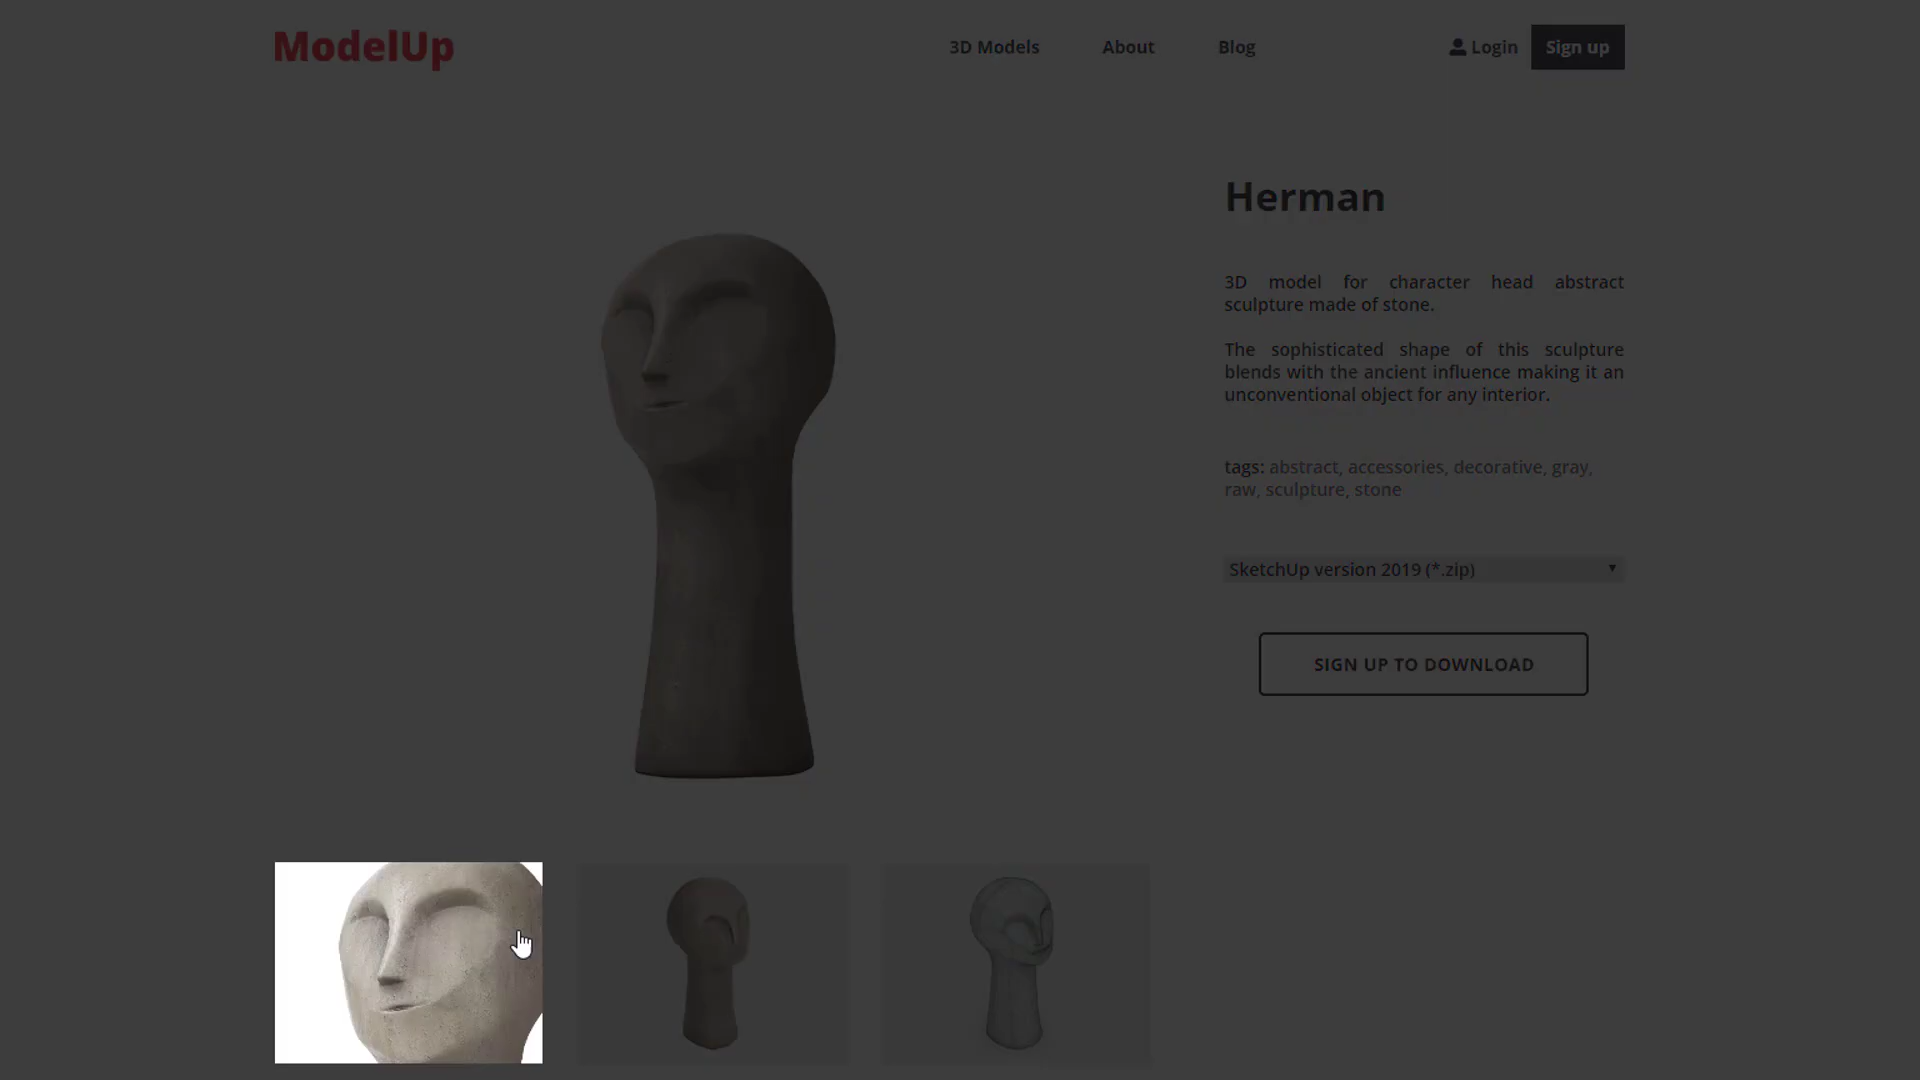 ModelUp
3D Models
About
Blog
Login
Sign up
Herman
3D model for character head abstract
sculpture made of stone.
The sophisticated shape of this sculpture
blends with the ancient influence making it an
unconventional object for any interior.
tags: abstract, accessories, decorative, gray,
raw, sculpture, stone
SketchUp version 2019 (*.zip)
SIGN UP TO DOWNLOAD